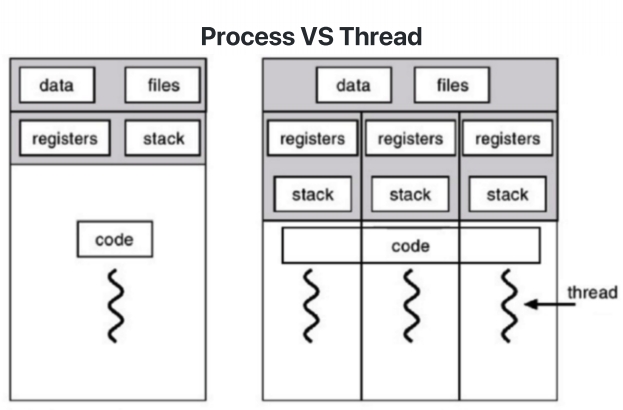 Process VS Thread
data files
registers stack
code
data files
registers registers registers
stack stack stack
code
thread